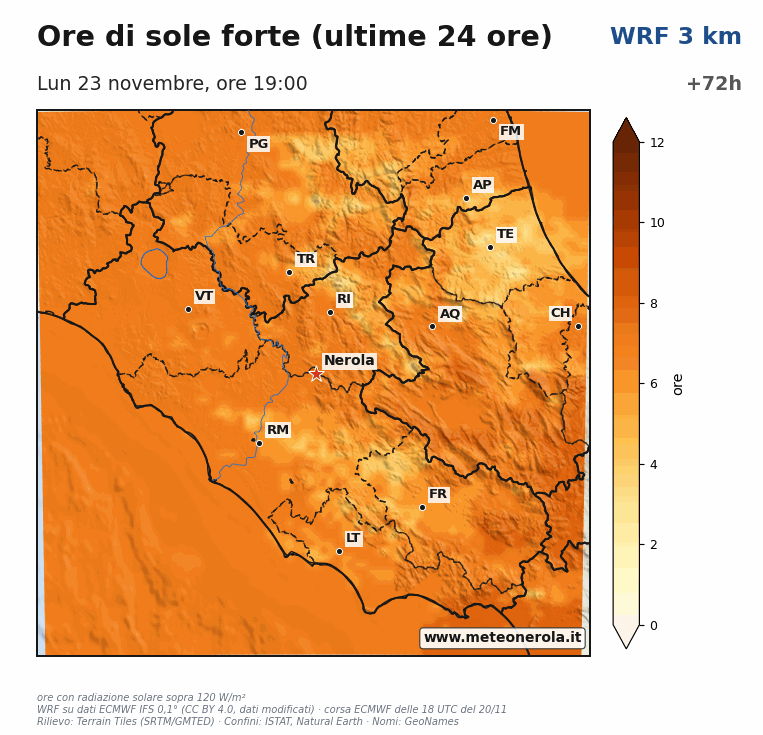 Ore di sole forte (ultime 24 ore)
WRF 3 km
Lun 23 novembre, ore 19:00
+72h
FM
PG
AP
TE
TR
VT
RI
AQ
CH
Nerola
RM
FR
LT
www.meteonerola.it
12
10
8
6
4
2
0
ore
ore con radiazione solare sopra 120 W/m²
WRF su dati ECMWF IFS 0,1° (CC BY 4.0, dati modificati) · corsa ECMWF delle 18 UTC del 20/11
Rilievo: Terrain Tiles (SRTM/GMTED) · Confini: ISTAT, Natural Earth · Nomi: GeoNames